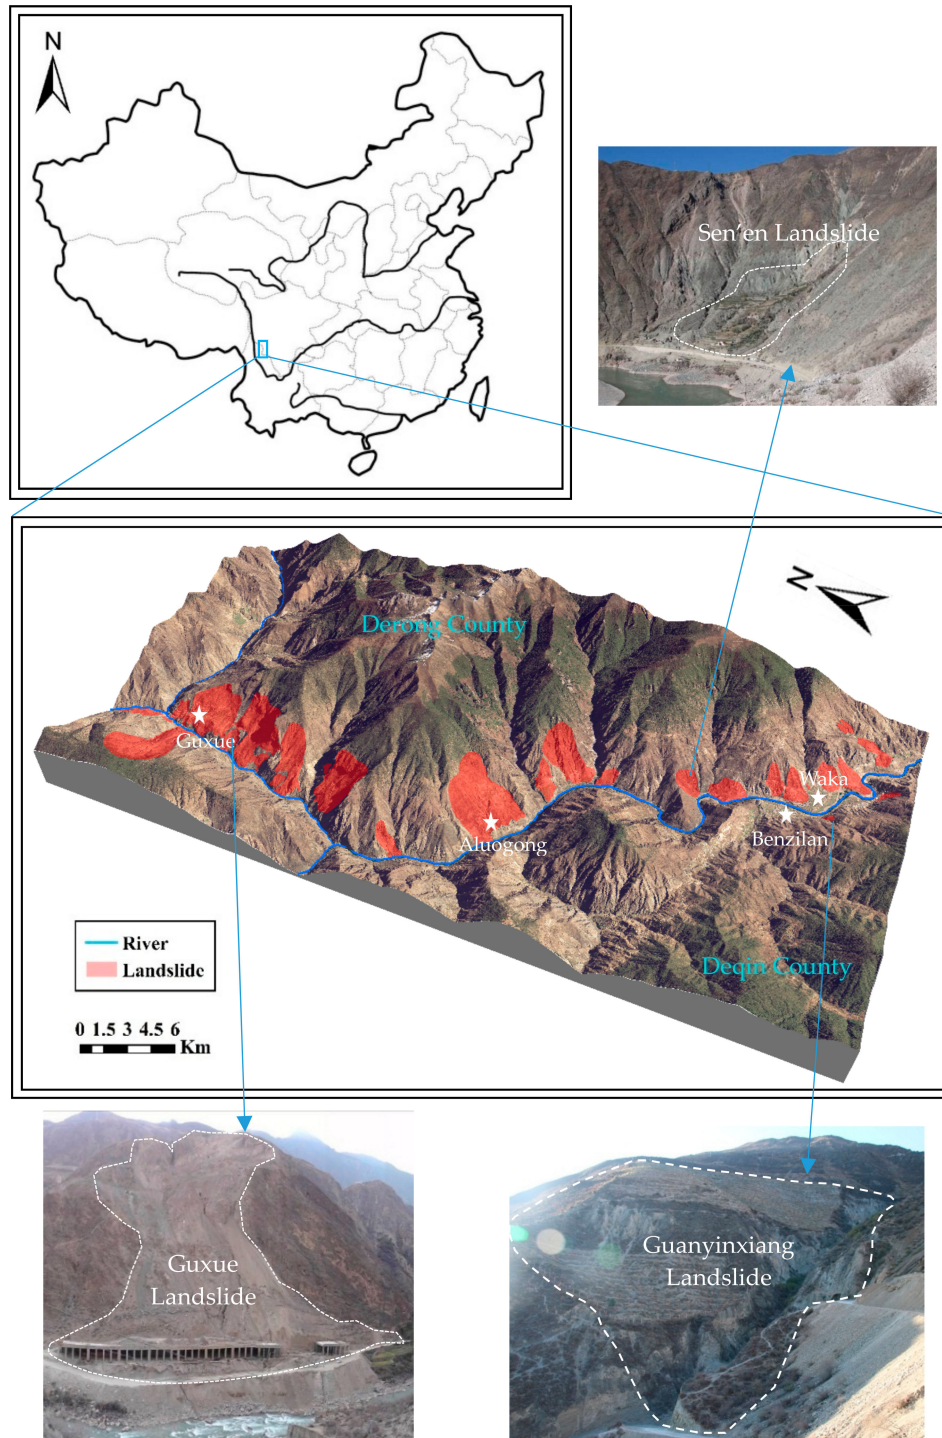 N
Sen'en Landslide
N
Derong County
Guxue
Waka
Aluogong
Benzilan
Deqin County
River
Landslide
0 1.5 3 4.5 6
Km
Guxue
Landslide
Guanyinxiang
Landslide